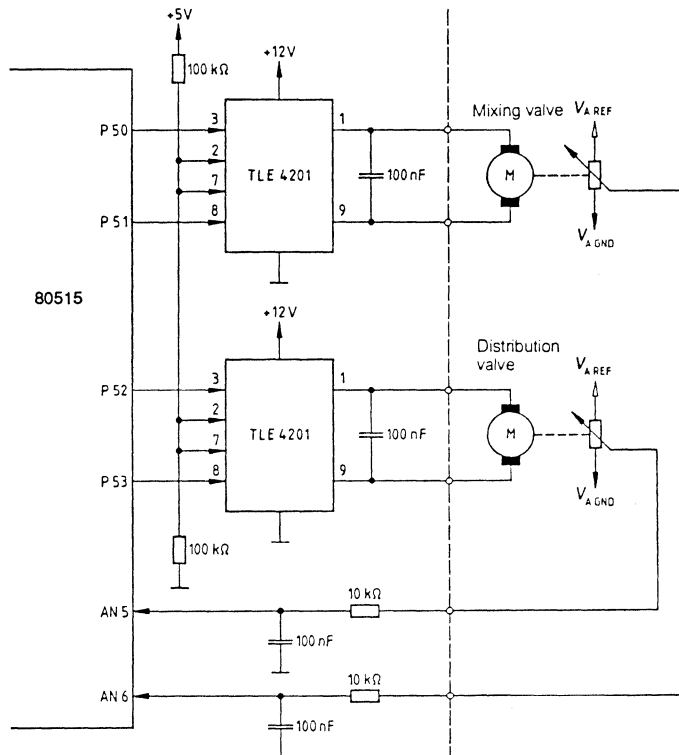 +5V
100 kΩ
+12V
P 50
3
1
Mixing valve
V A REF
2
7
TLE 4201
100 nF
M
P 51
8
9
V A GND
80515
+12V
Distribution
valve
V A REF
P 52
3
1
2
7
TLE 4201
100 nF
M
P 53
8
9
V A GND
100 kΩ
AN 5
10 kΩ
100 nF
AN 6
10 kΩ
100 nF